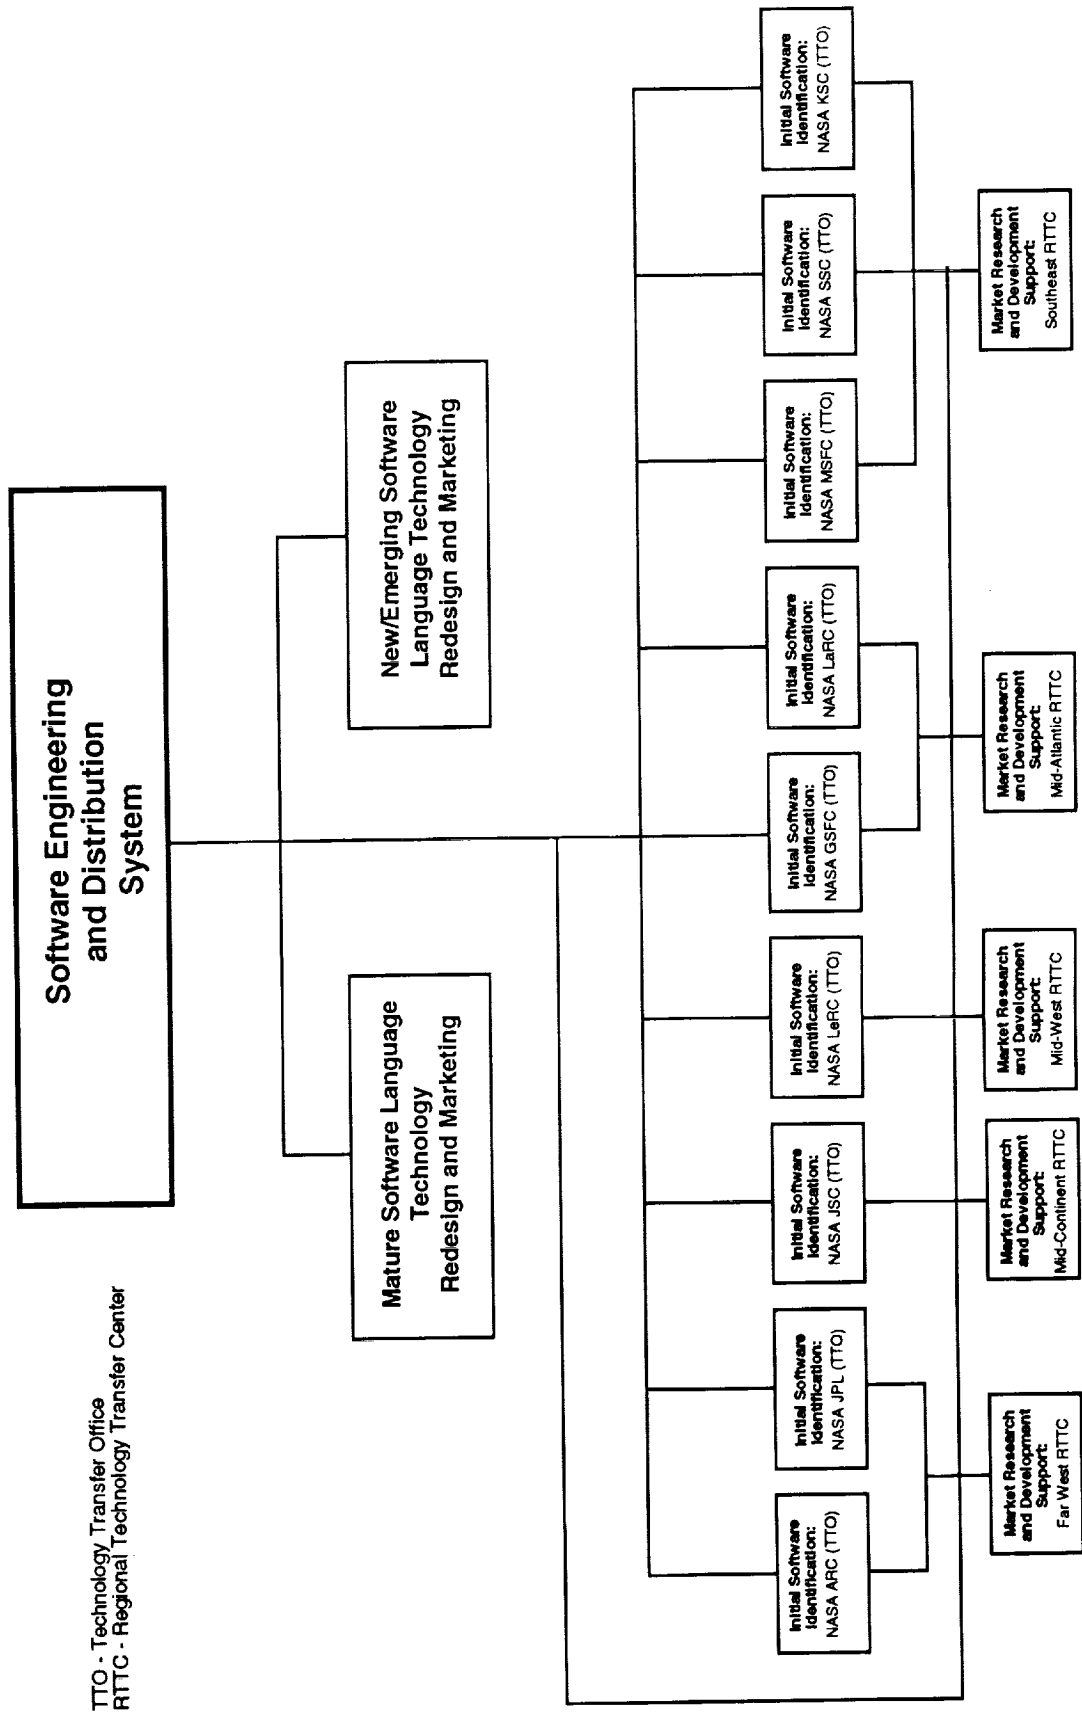 TTO - Technology Transfer Office
RTTC - Regional Technology Transfer Center
Software Engineering
and Distribution
System
Mature Software Language
Technology
Redesign and Marketing
New/Emerging Software
Language Technology
Redesign and Marketing
Initial Software
Identification:
NASA ARC (TTO)
Initial Software
Identification:
NASA JPL (TTO)
Initial Software
Identification:
NASA JSC (TTO)
Initial Software
Identification:
NASA LeRC (TTO)
Initial Software
Identification:
NASA GSFC (TTO)
Initial Software
Identification:
NASA LaRC (TTO)
Initial Software
Identification:
NASA MSFC (TTO)
Initial Software
Identification:
NASA SSC (TTO)
Initial Software
Identification:
NASA KSC (TTO)
Market Research
and Development
Support:
Far West RTTC
Market Research
and Development
Support:
Mid-Continent RTTC
Market Research
and Development
Support:
Mid-West RTTC
Market Research
and Development
Support:
Mid-Atlantic RTTC
Market Research
and Development
Support:
Southeast RTTC